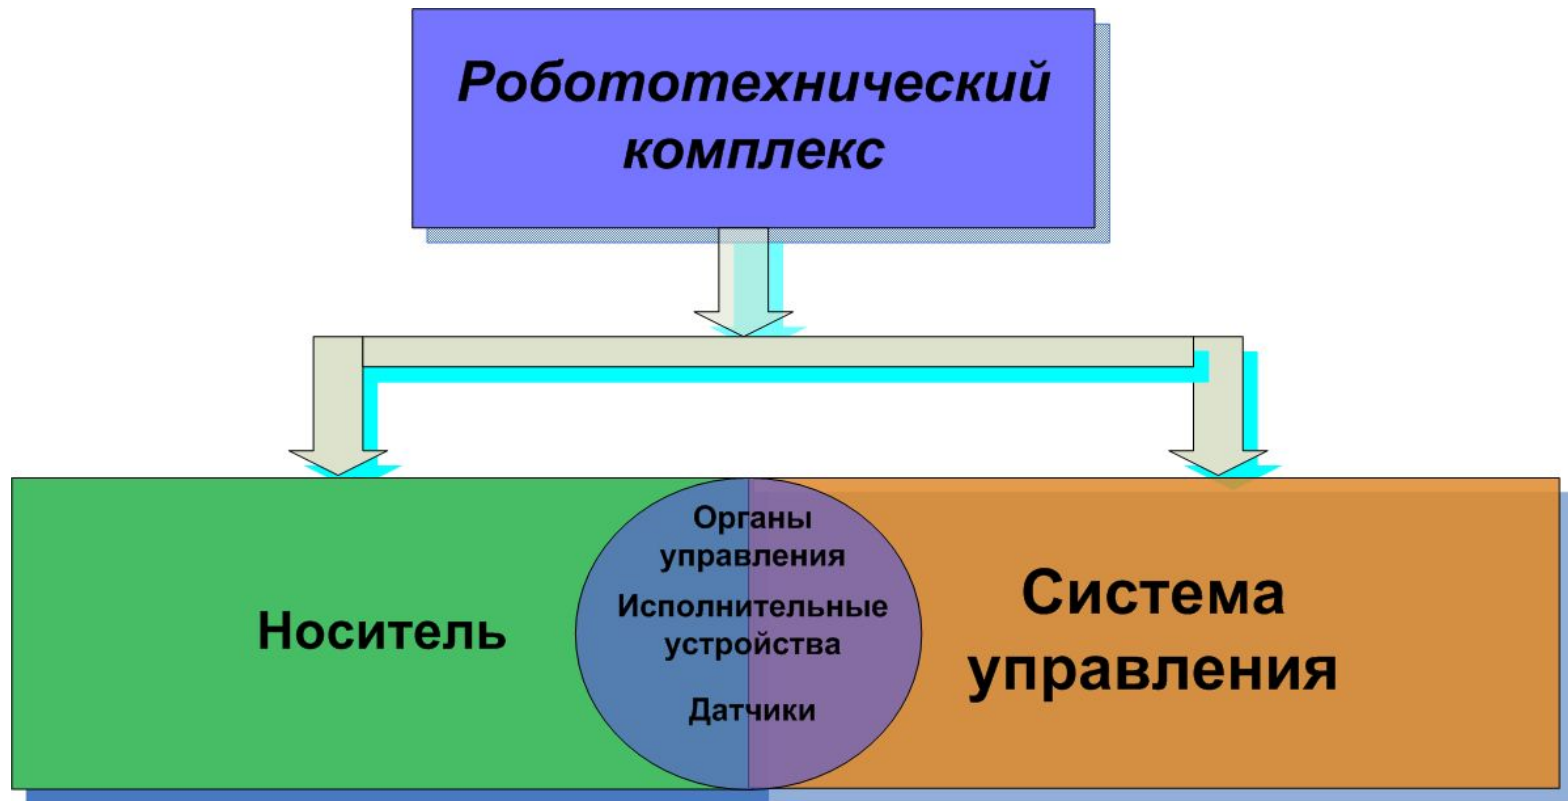 Робототехнический
комплекс
Носитель
Органы
управления
Исполнительные
устройства
Датчики
Система
управления